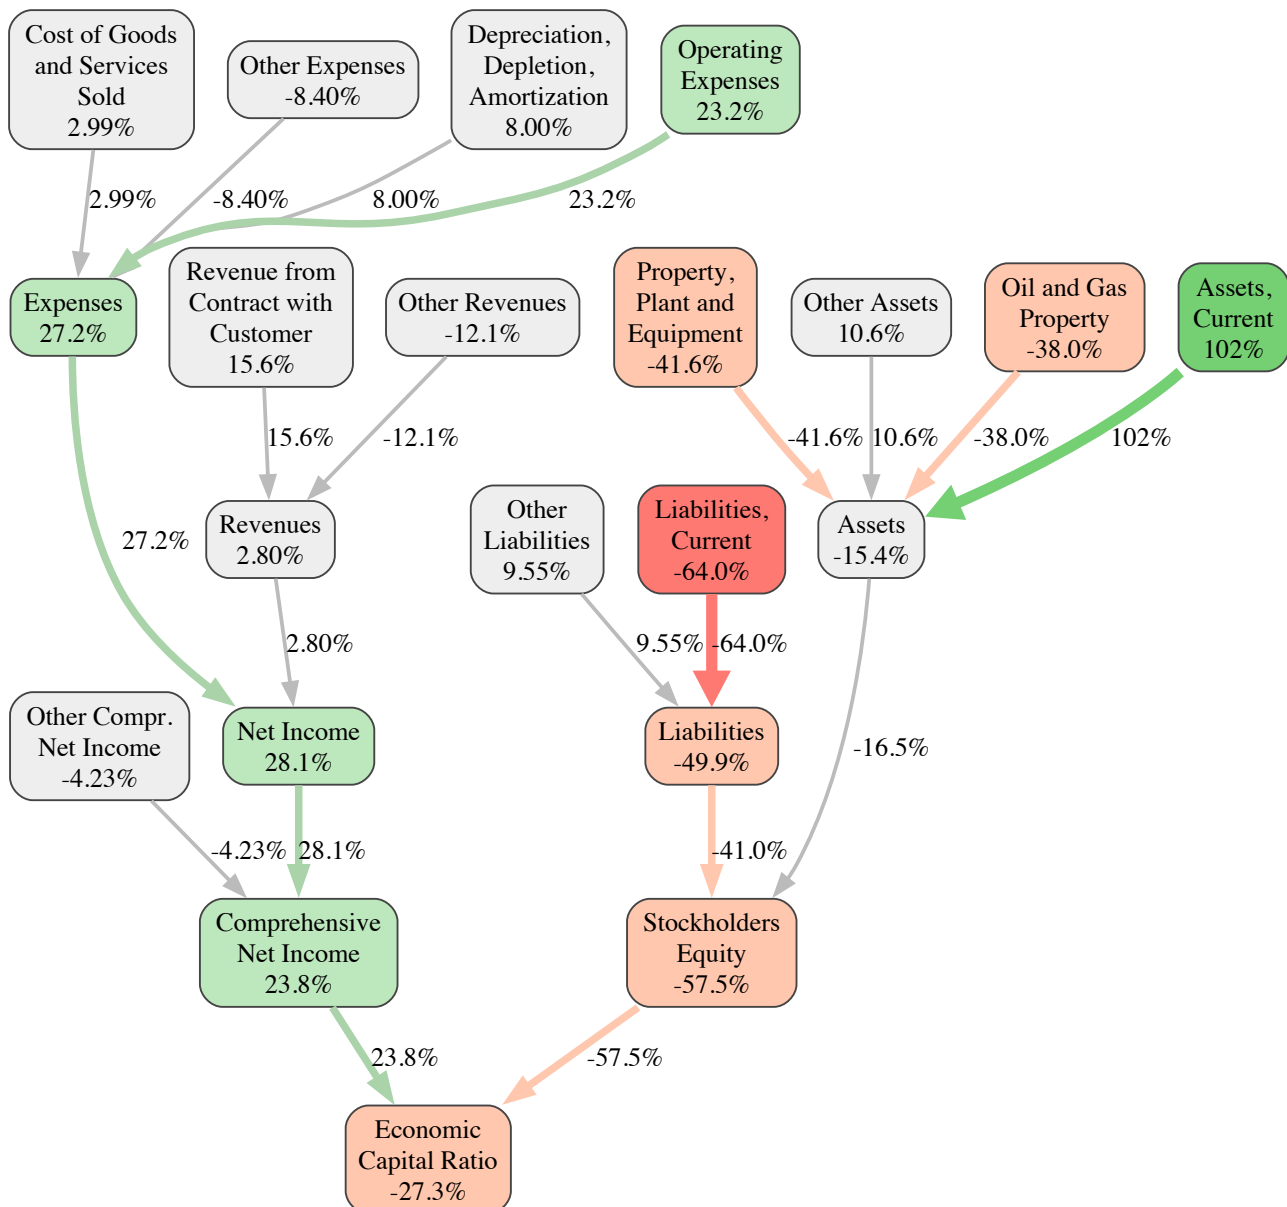 Cost of Goods
and Services
Sold
2.99%
Other Expenses
-8.40%
Depreciation,
Depletion,
Amortization
8.00%
Operating
Expenses
23.2%
2.99%
-8.40%
8.00%
23.2%
Expenses
27.2%
Revenue from
Contract with
Customer
15.6%
Other Revenues
-12.1%
Property,
Plant and
Equipment
-41.6%
Other Assets
10.6%
Oil and Gas
Property
-38.0%
Assets,
Current
102%
15.6%
-12.1%
-41.6%
10.6%
-38.0%
102%
27.2%
Revenues
2.80%
Other
Liabilities
9.55%
Liabilities,
Current
-64.0%
Assets
-15.4%
2.80%
9.55%
-64.0%
Other Compr.
Net Income
-4.23%
Net Income
28.1%
Liabilities
-49.9%
-16.5%
-4.23%
28.1%
-41.0%
Comprehensive
Net Income
23.8%
Stockholders
Equity
-57.5%
23.8%
-57.5%
Economic
Capital Ratio
-27.3%